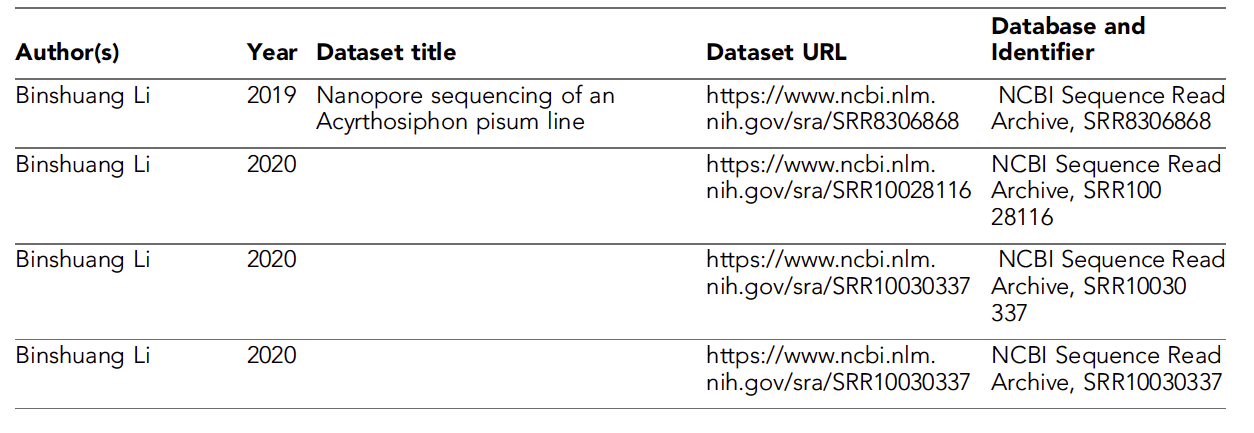 Author(s) Year Dataset title Dataset URL Database and Identifier
Binshuang Li 2019 Nanopore sequencing of an https://www.ncbi.nlm. NCBI Sequence Read
Acyrthosiphon pisum line nih.gov/sra/SRR8306868 Archive, SRR8306868
Binshuang Li 2020 https://www.ncbi.nlm. NCBI Sequence Read
nih.gov/sra/SRR10028116 Archive, SRR100
28116
Binshuang Li 2020 https://www.ncbi.nlm. NCBI Sequence Read
nih.gov/sra/SRR10030337 Archive, SRR10030
337
Binshuang Li 2020 https://www.ncbi.nlm. NCBI Sequence Read
nih.gov/sra/SRR10030337 Archive, SRR10030337